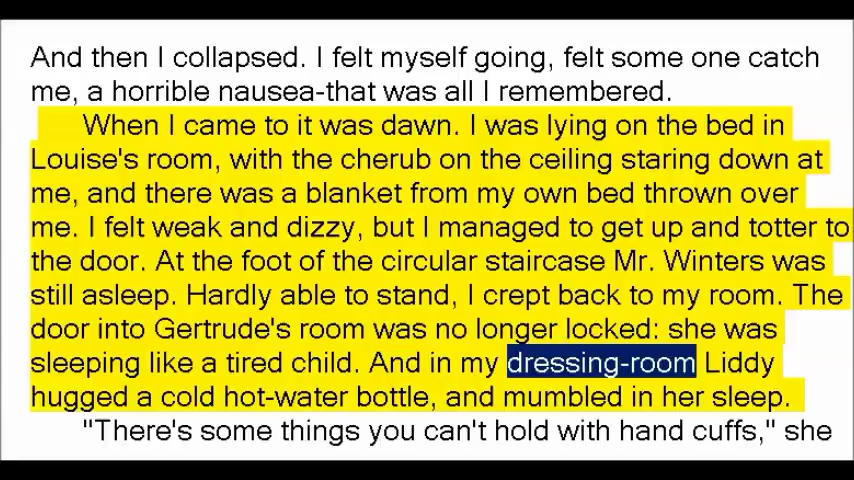 And then I collapsed. I felt myself going, felt some one catch
me, a horrible nausea-that was all I remembered.
When I came to it was dawn. I was lying on the bed in
Louise's room, with the cherub on the ceiling staring down at
me, and there was a blanket from my own bed thrown over
me. I felt weak and dizzy, but I managed to get up and totter to
the door. At the foot of the circular staircase Mr. Winters was
still asleep. Hardly able to stand, I crept back to my room. The
door into Gertrude's room was no longer locked: she was
sleeping like a tired child. And in my dressing-room Liddy
hugged a cold hot-water bottle, and mumbled in her sleep.
"There's some things you can't hold with hand cuffs," she